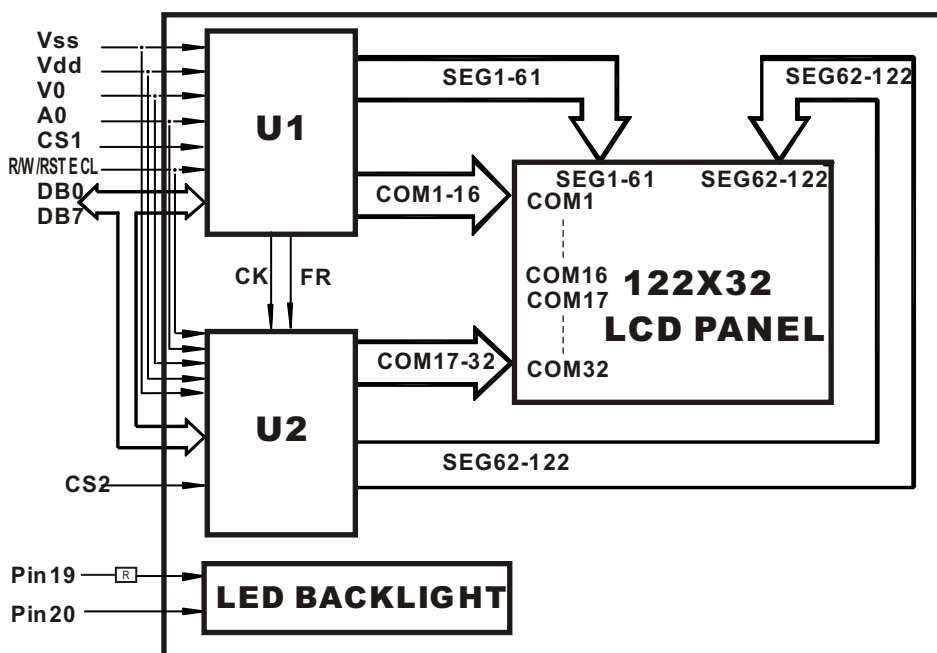 Vss
Vdd
V0
A0
CS1
R/W /RST E CL
DB0
DB7
U1
SEG1-61
SEG62-122
COM1-16
SEG1-61 SEG62-122
COM1
COM16
COM17
COM32
122X32
LCD PANEL
CK FR
COM17-32
U2
SEG62-122
CS2
Pin19
R
Pin20
LED BACKLIGHT